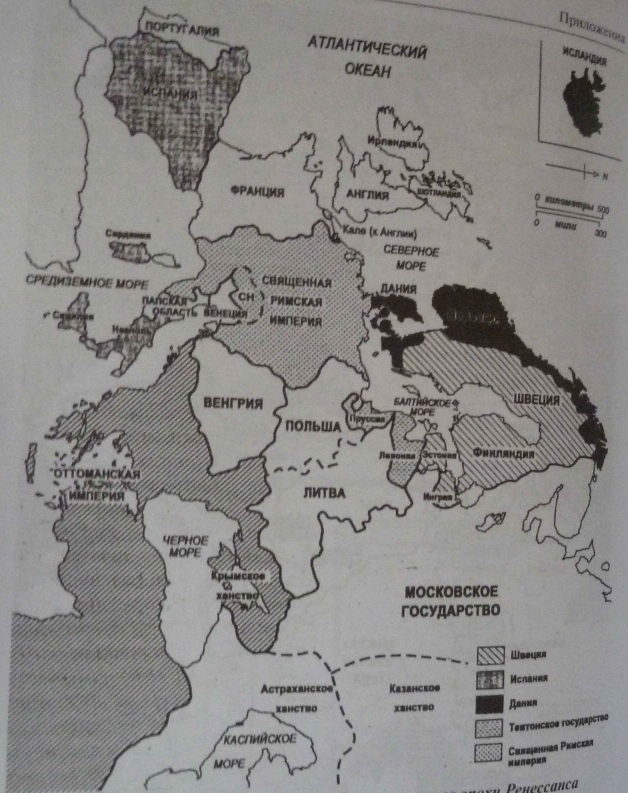 Приложения
ПОРТУГАЛИЯ
АТЛАНТИЧЕСКИЙ
ОКЕАН
ИСЛАНДИЯ
ИСПАНИЯ
Ирландия
N
ФРАНЦИЯ
АНГЛИЯ
ШОТЛАНДИЯ
0 километры 500
0 мили 300
Кале (к Англии)
Сардиния
СЕВЕРНОЕ
МОРЕ
СРЕДИЗЕМНОЕ МОРЕ
СВЯЩЕННАЯ
РИМСКАЯ
ИМПЕРИЯ
ДАНИЯ
ПАПСКАЯ
ОБЛАСТЬ
ВЕНЕЦИЯ
СН
Сицилия
Неаполь
ВЕНГРИЯ
ПОЛЬША
Пруссия
БАЛТИЙСКОЕ
МОРЕ
ШВЕЦИЯ
ФИНЛЯНДИЯ
Ливония
Эстония
Ингрия
ЛИТВА
ОТТОМАНСКАЯ
ИМПЕРИЯ
ЧЕРНОЕ
МОРЕ
Крымское
ханство
МОСКОВСКОЕ
ГОСУДАРСТВО
Астраханское
ханство
Казанское
ханство
КАСПИЙСКОЕ
МОРЕ
Швеция
Испания
Дания
Тевтонское государство
Священная Римская
империя
эпохи Ренессанса